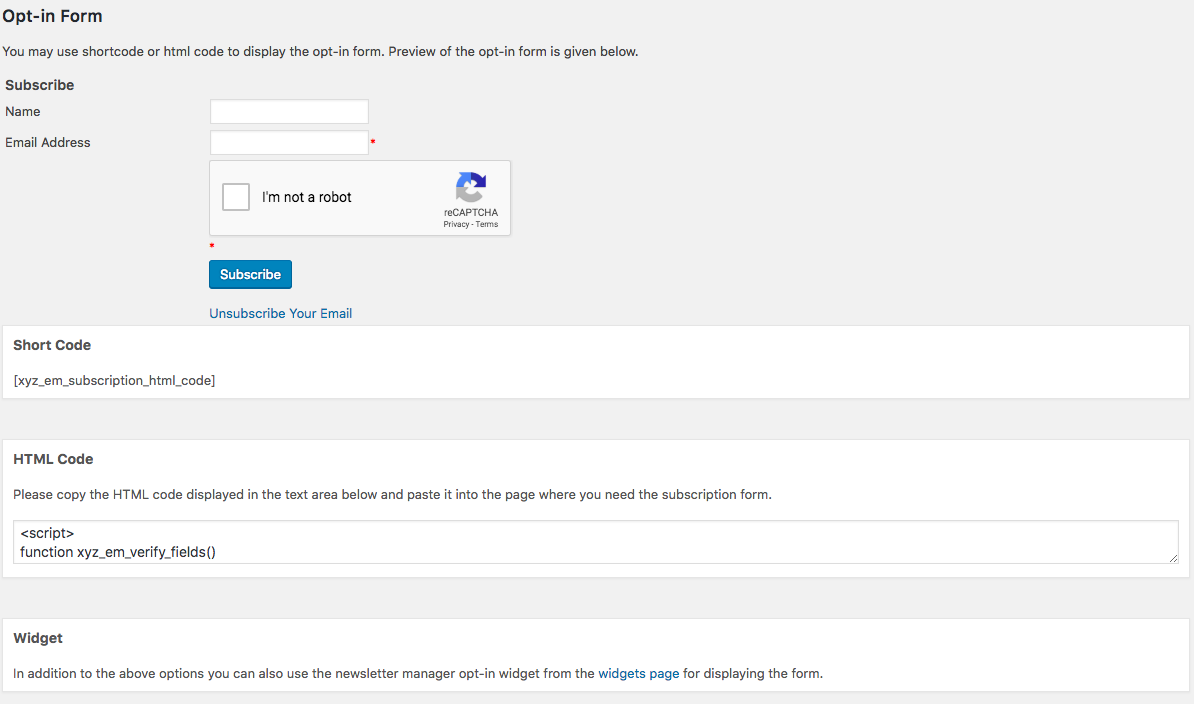 Opt-in Form
You may use shortcode or html code to display the opt-in form. Preview of the opt-in form is given below.
Subscribe
Name
Email Address *
I'm not a robot
reCAPTCHA
Privacy - Terms
*
Subscribe
Unsubscribe Your Email
Short Code
[xyz_em_subscription_html_code]
HTML Code
Please copy the HTML code displayed in the text area below and paste it into the page where you need the subscription form.
<script>
function xyz_em_verify_fields()
Widget
In addition to the above options you can also use the newsletter manager opt-in widget from the widgets page for displaying the form.